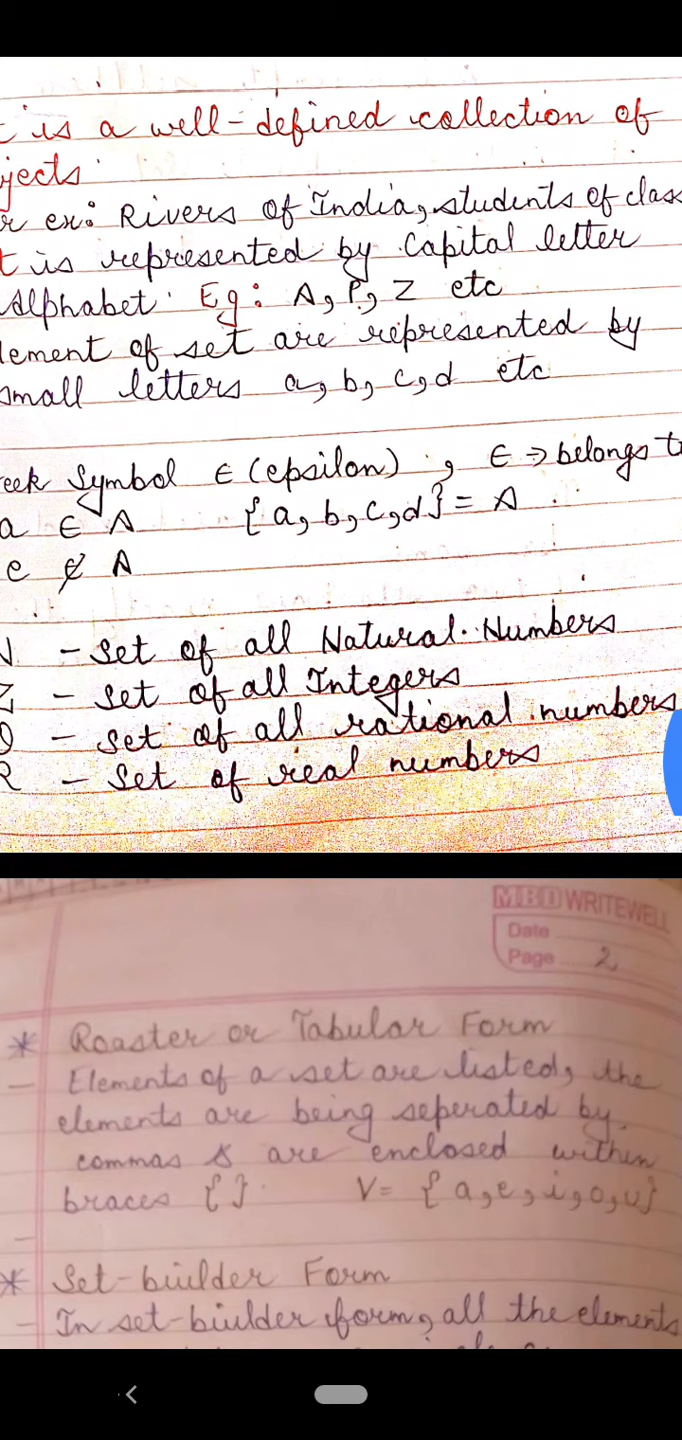 is a well-defined collection of
jects
r ex: Rivers of India, students of class
t is represented by Capital letter
Alphabet. Eg: A, P, Z etc
lement of set are represented by
small letters a, b, c, d etc
reek Symbol ∈ (epsilon) , ∈ ⇒ belongs t
a ∈ A {a, b, c, d} = A
e ∉ A
N - Set of all Natural Numbers
Z - Set of all Integers
Q - Set of all rational numbers
R - Set of real numbers
MBD WRITEWELL
Date
Page 2
* Roaster or Tabular Form
- Elements of a set are listed, the
elements are being seperated by
commas & are enclosed within
braces { }. V = {a, e, i, o, u}
* Set-builder Form
- In set-builder form, all the elements